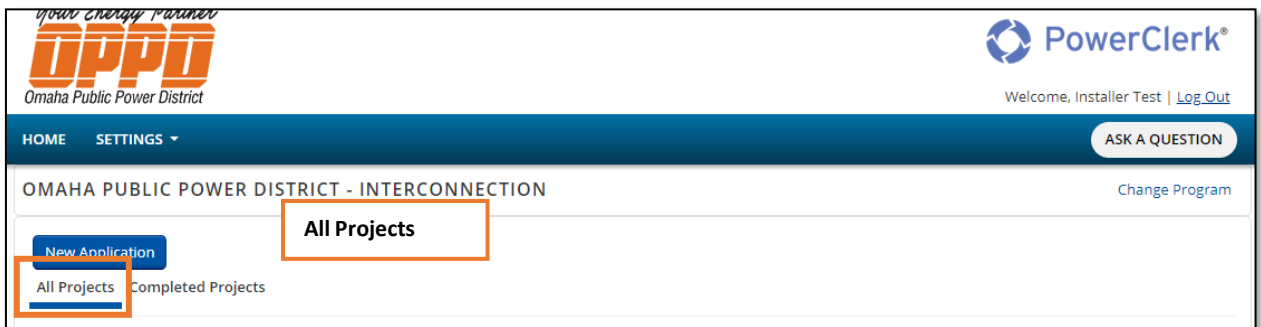 Your Energy Partner
OPPD
Omaha Public Power District
PowerClerk®
Welcome, Installer Test | Log Out
HOME SETTINGS
ASK A QUESTION
OMAHA PUBLIC POWER DISTRICT - INTERCONNECTION
Change Program
All Projects
New Application
All Projects Completed Projects